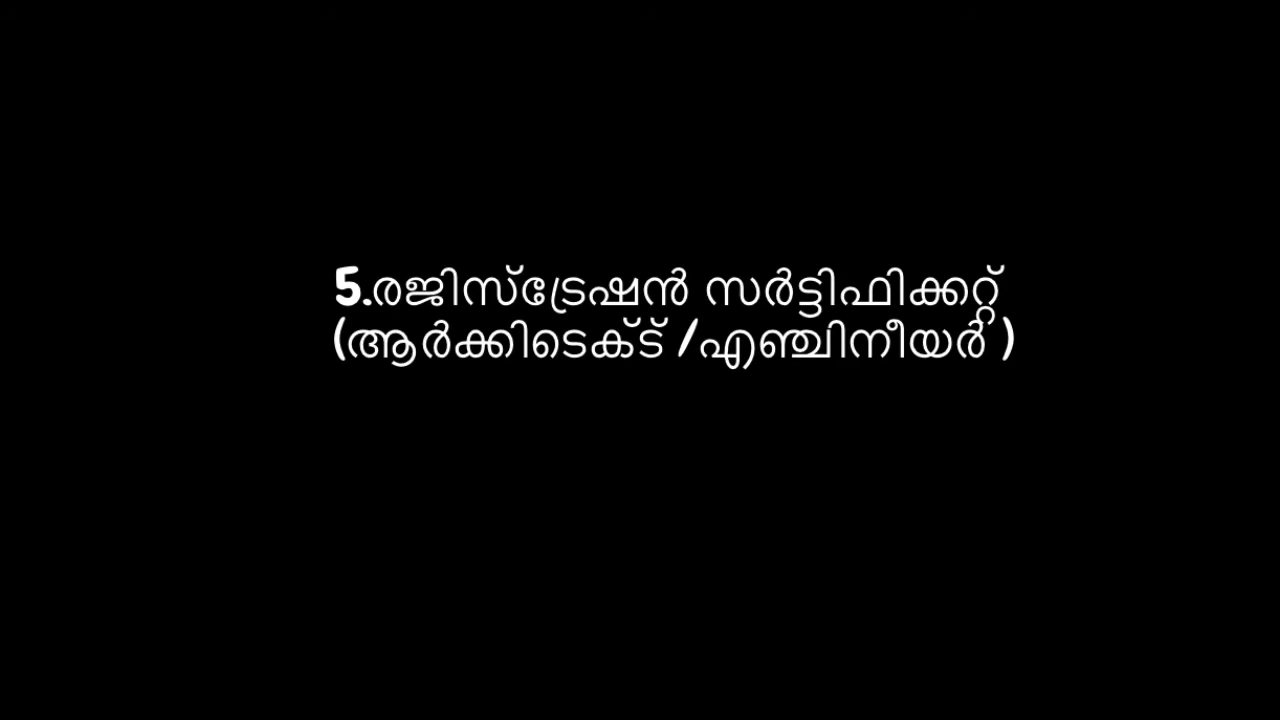 5.രജിസ്ട്രേഷൻ സർട്ടിഫിക്കറ്റ്
(ആർക്കിടെക്ട് /എഞ്ചിനീയർ )